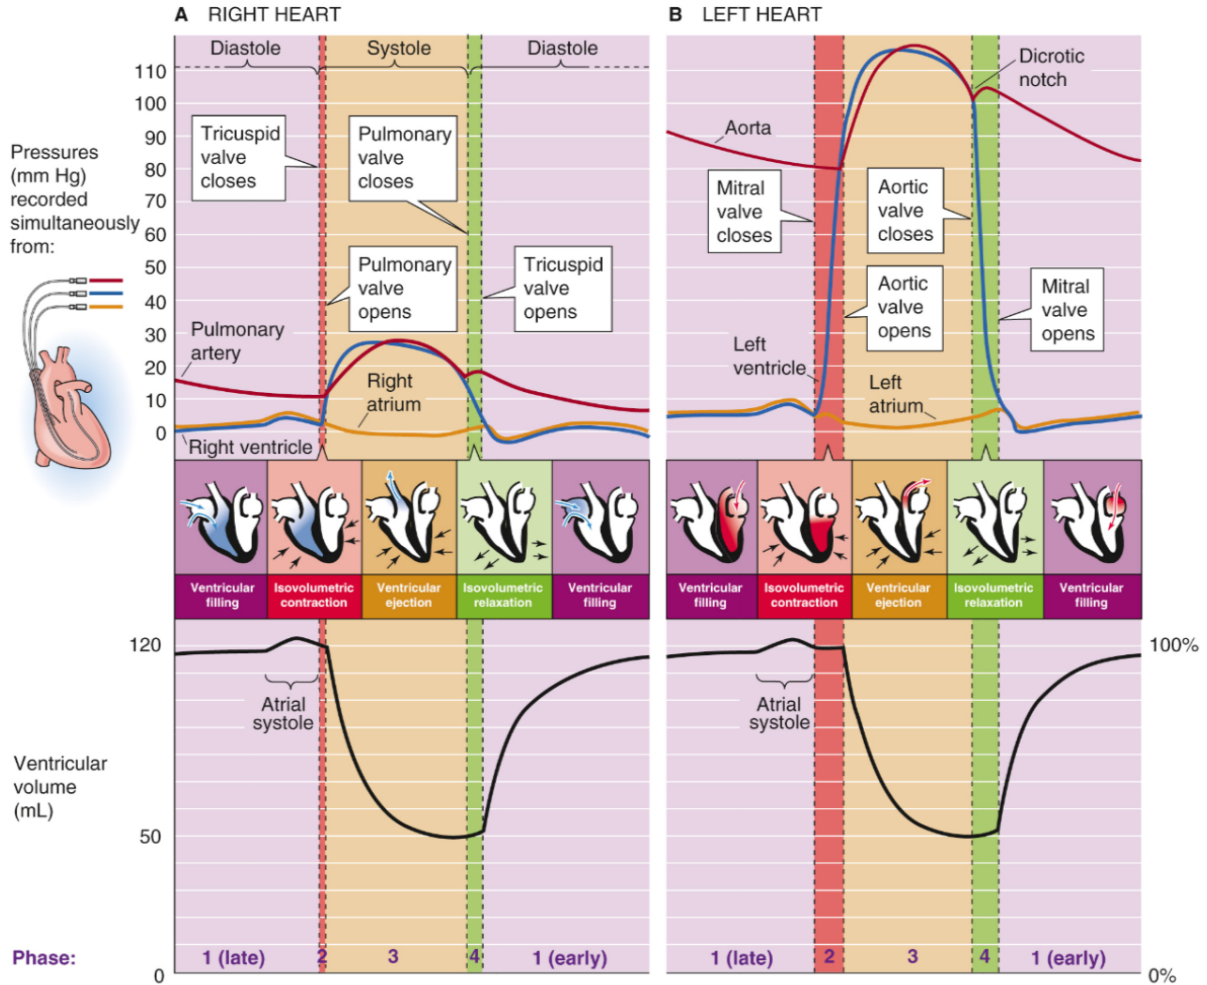 A RIGHT HEART
B LEFT HEART
Diastole
Systole
Diastole
110
100
90
80
70
60
50
40
30
20
10
0
Pressures
(mm Hg)
recorded
simultaneously
from:
Tricuspid
valve
closes
Pulmonary
valve
closes
Pulmonary
valve
opens
Tricuspid
valve
opens
Pulmonary
artery
Right
atrium
Right ventricle
Dicrotic
notch
Aorta
Mitral
valve
closes
Aortic
valve
closes
Aortic
valve
opens
Mitral
valve
opens
Left
ventricle
Left
atrium
Ventricular
filling
Isovolumetric
contraction
Ventricular
ejection
Isovolumetric
relaxation
Ventricular
filling
Ventricular
filling
Isovolumetric
contraction
Ventricular
ejection
Isovolumetric
relaxation
Ventricular
filling
120
100%
Atrial
systole
Atrial
systole
Ventricular
volume
(mL)
50
Phase:
1 (late)
2
3
4
1 (early)
1 (late)
2
3
4
1 (early)
0
0%